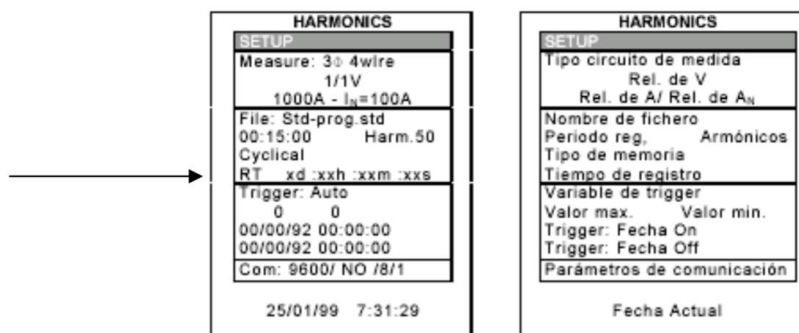 HARMONICS
SETUP
Measure: 3Φ 4wire
1/1V
1000A - IN=100A
File: Std-prog.std
00:15:00 Harm.50
Cyclical
RT xd :xxh :xxm :xxs
Trigger: Auto
0 0
00/00/92 00:00:00
00/00/92 00:00:00
Com: 9600/ NO /8/1
25/01/99 7:31:29
HARMONICS
SETUP
Tipo circuito de medida
Rel. de V
Rel. de A/ Rel. de AN
Nombre de fichero
Periodo reg, Armónicos
Tipo de memoria
Tiempo de registro
Variable de trigger
Valor max. Valor min.
Trigger: Fecha On
Trigger: Fecha Off
Parámetros de comunicación
Fecha Actual